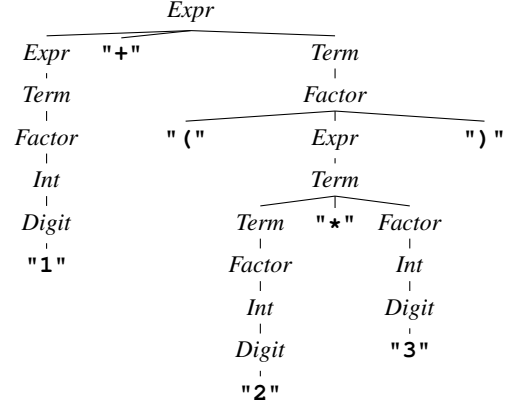 Expr
Expr "+" Term
Term Factor
Factor "(" Expr ")"
Int Term
Digit Term "*" Factor
"1" Factor Int
Int Digit
Digit "3"
"2"